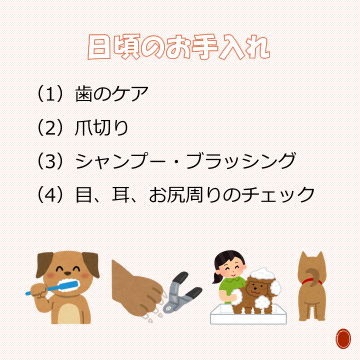 日頃のお手入れ
（1）歯のケア
（2）爪切り
（3）シャンプー・ブラッシング
（4）目、耳、お尻周りのチェック